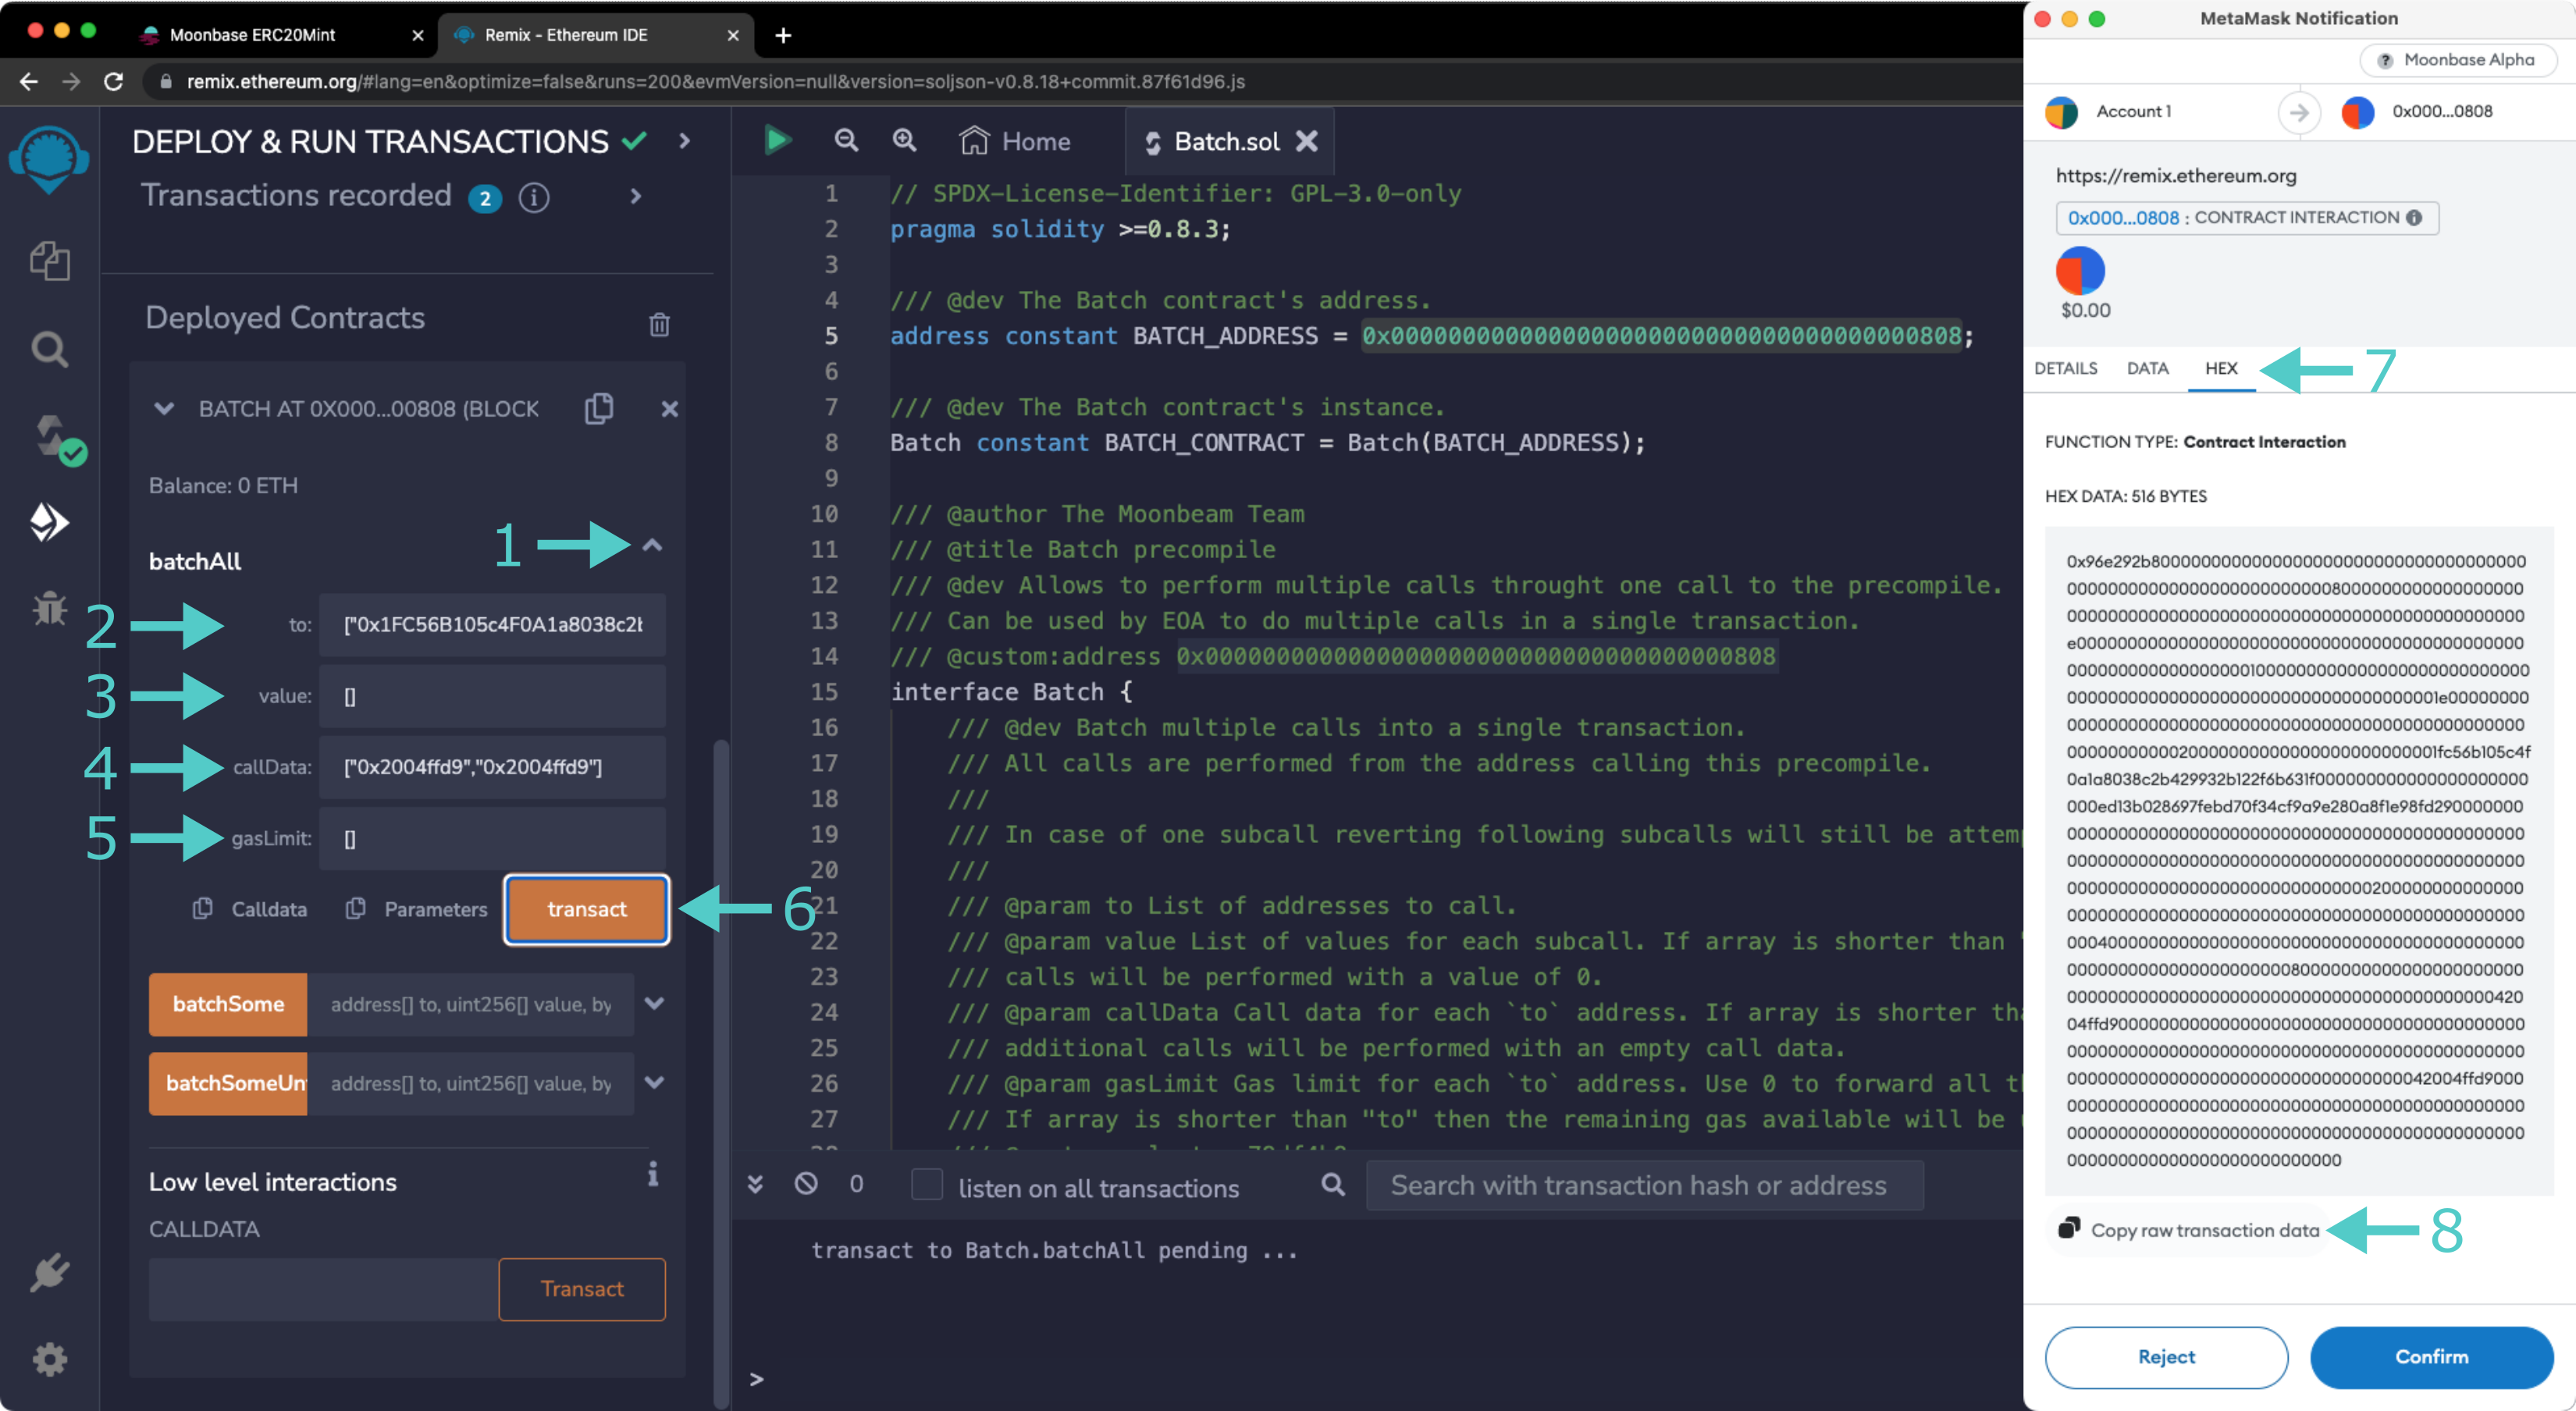 Moonbase ERC20Mint
Remix - Ethereum IDE
remix.ethereum.org/#lang=en&optimize=false&runs=200&evmVersion=null&version=soljson-v0.8.18+commit.87f61d96.js
DEPLOY & RUN TRANSACTIONS
Transactions recorded 2
Deployed Contracts
BATCH AT 0X000...00808 (BLOCK
Balance: 0 ETH
1
batchAll
2
to: ["0x1FC56B105c4F0A1a8038c2
3
value: []
4
callData: ["0x2004ffd9","0x2004ffd9"]
5
gasLimit: []
Calldata Parameters transact
6
batchSome address[] to, uint256[] value, by
batchSomeUn address[] to, uint256[] value, by
Low level interactions
CALLDATA
Transact
Home
Batch.sol
1 // SPDX-License-Identifier: GPL-3.0-only
2 pragma solidity >=0.8.3;
3
4 /// @dev The Batch contract's address.
5 address constant BATCH_ADDRESS = 0x0000000000000000000000000000000000000808;
6
7 /// @dev The Batch contract's instance.
8 Batch constant BATCH_CONTRACT = Batch(BATCH_ADDRESS);
9
10 /// @author The Moonbeam Team
11 /// @title Batch precompile
12 /// @dev Allows to perform multiple calls throught one call to the precompile.
13 /// Can be used by EOA to do multiple calls in a single transaction.
14 /// @custom:address 0x0000000000000000000000000000000000000808
15 interface Batch {
16 /// @dev Batch multiple calls into a single transaction.
17 /// All calls are performed from the address calling this precompile.
18 ///
19 /// In case of one subcall reverting following subcalls will still be attem
20 ///
21 /// @param to List of addresses to call.
22 /// @param value List of values for each subcall. If array is shorter than
23 /// calls will be performed with a value of 0.
24 /// @param callData Call data for each `to` address. If array is shorter th
25 /// additional calls will be performed with an empty call data.
26 /// @param gasLimit Gas limit for each `to` address. Use 0 to forward all t
27 /// If array is shorter than "to" then the remaining gas available will be
0
listen on all transactions
Search with transaction hash or address
transact to Batch.batchAll pending ...
>
MetaMask Notification
Moonbase Alpha
Account 1
0x000...0808
https://remix.ethereum.org
0x000...0808 : CONTRACT INTERACTION
$0.00
DETAILS DATA HEX
7
FUNCTION TYPE: Contract Interaction
HEX DATA: 516 BYTES
Copy raw transaction data
8
Reject
Confirm